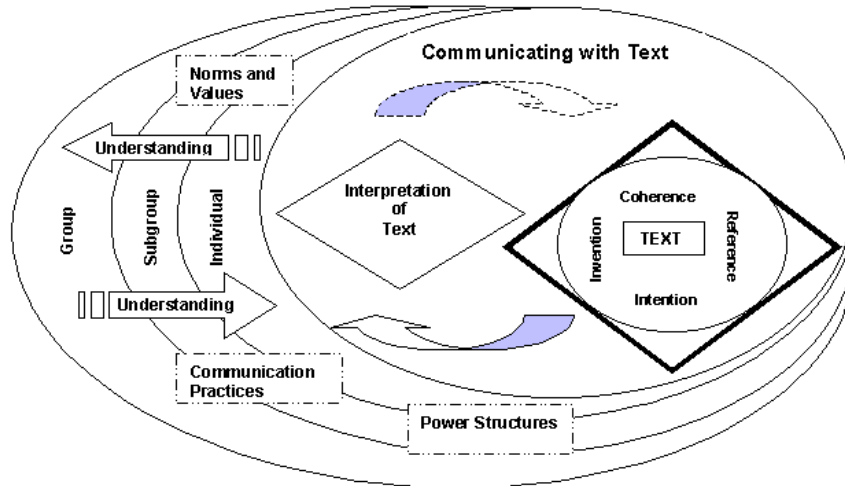 Communicating with Text
Norms and
Values
Understanding
Interpretation
of
Text
Coherence
Invention
TEXT
Reference
Intention
Group
Subgroup
Individual
Understanding
Communication
Practices
Power Structures